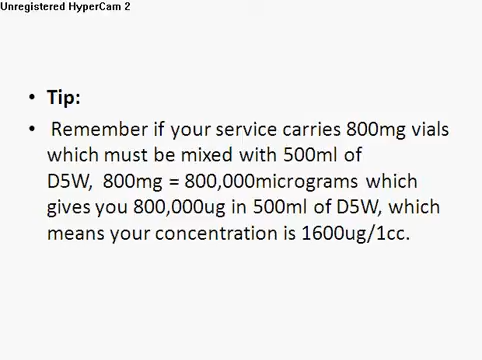 Unregistered HyperCam 2
• Tip:
• Remember if your service carries 800mg vials
which must be mixed with 500ml of
D5W, 800mg = 800,000micrograms which
gives you 800,000ug in 500ml of D5W, which
means your concentration is 1600ug/1cc.